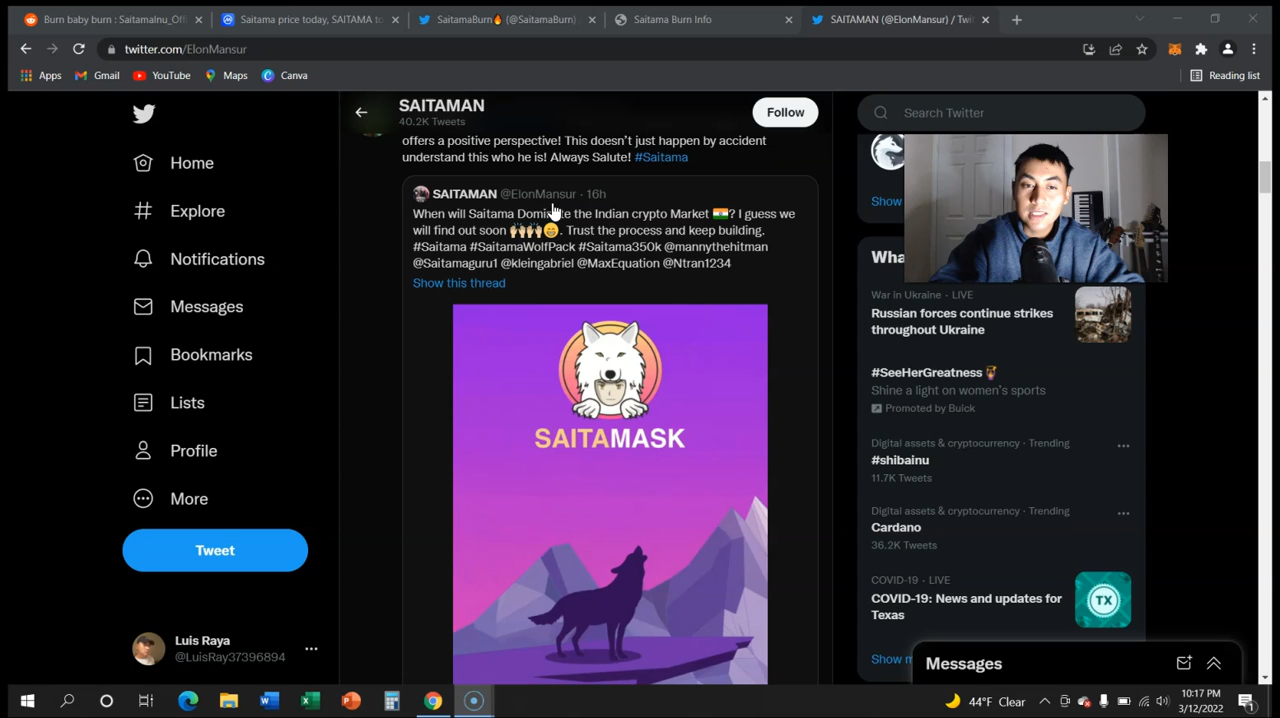 Burn baby burn : SaitamaInu_Offi
Saitama price today, SAITAMA to
SaitamaBurn🔥 (@SaitamaBurn)
Saitama Burn Info
SAITAMAN (@ElonMansur) / Twi
twitter.com/ElonMansur
Apps
Gmail
YouTube
Maps
Canva
Reading list
SAITAMAN
40.2K Tweets
Follow
Search Twitter
Home
Explore
Notifications
Messages
Bookmarks
Lists
Profile
More
Tweet
Luis Raya
@LuisRay37396894
offers a positive perspective! This doesn't just happen by accident
understand this who he is! Always Salute! #Saitama
SAITAMAN @ElonMansur · 16h
When will Saitama Dominate the Indian crypto Market 🇮🇳? I guess we
will find out soon 🙌🏻🙌🏻😁. Trust the process and keep building.
#Saitama #SaitamaWolfPack #Saitama350k @mannythehitman
@Saitamaguru1 @kleingabriel @MaxEquation @Ntran1234
Show this thread
SAITAMASK
Show
Wha
War in Ukraine · LIVE
Russian forces continue strikes
throughout Ukraine
#SeeHerGreatness
Shine a light on women's sports
Promoted by Buick
Digital assets & cryptocurrency · Trending
#shibainu
11.7K Tweets
Digital assets & cryptocurrency · Trending
Cardano
36.2K Tweets
COVID-19 · LIVE
COVID-19: News and updates for
Texas
TX
Show m
Messages
44°F Clear
10:17 PM
3/12/2022
1